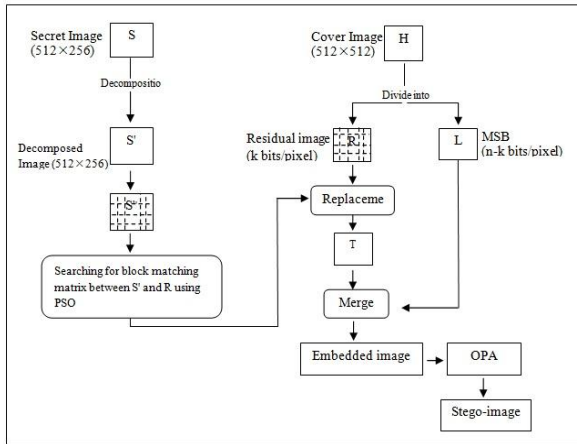 Secret Image
(512×256)
S
Decompositio
Decomposed
Image (512×256)
S'
S'
Searching for block matching
matrix between S' and R using
PSO
Cover Image
(512×512)
H
Divide into
Residual image
(k bits/pixel)
R
L
MSB
(n-k bits/pixel)
Replaceme
T
Merge
Embedded image
OPA
Stego-image